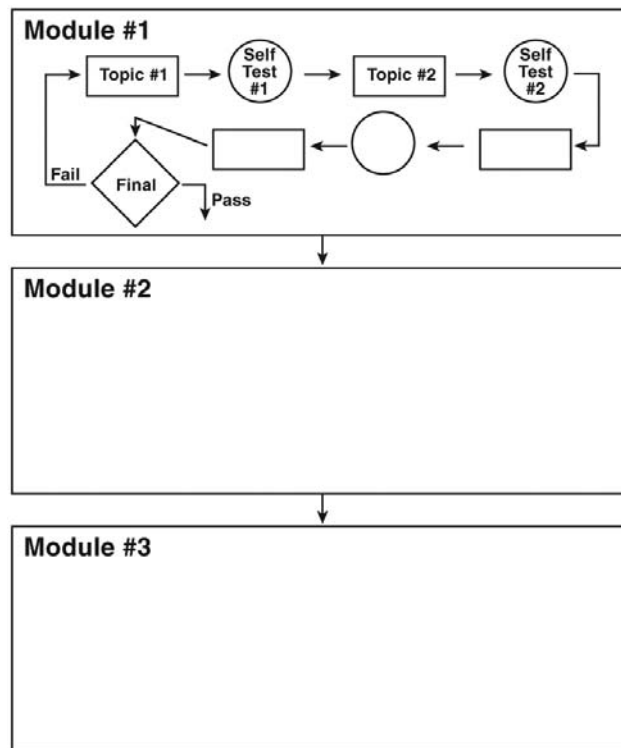 Module #1
Topic #1
Self
Test
#1
Topic #2
Self
Test
#2
Fail
Final
Pass
Module #2
Module #3